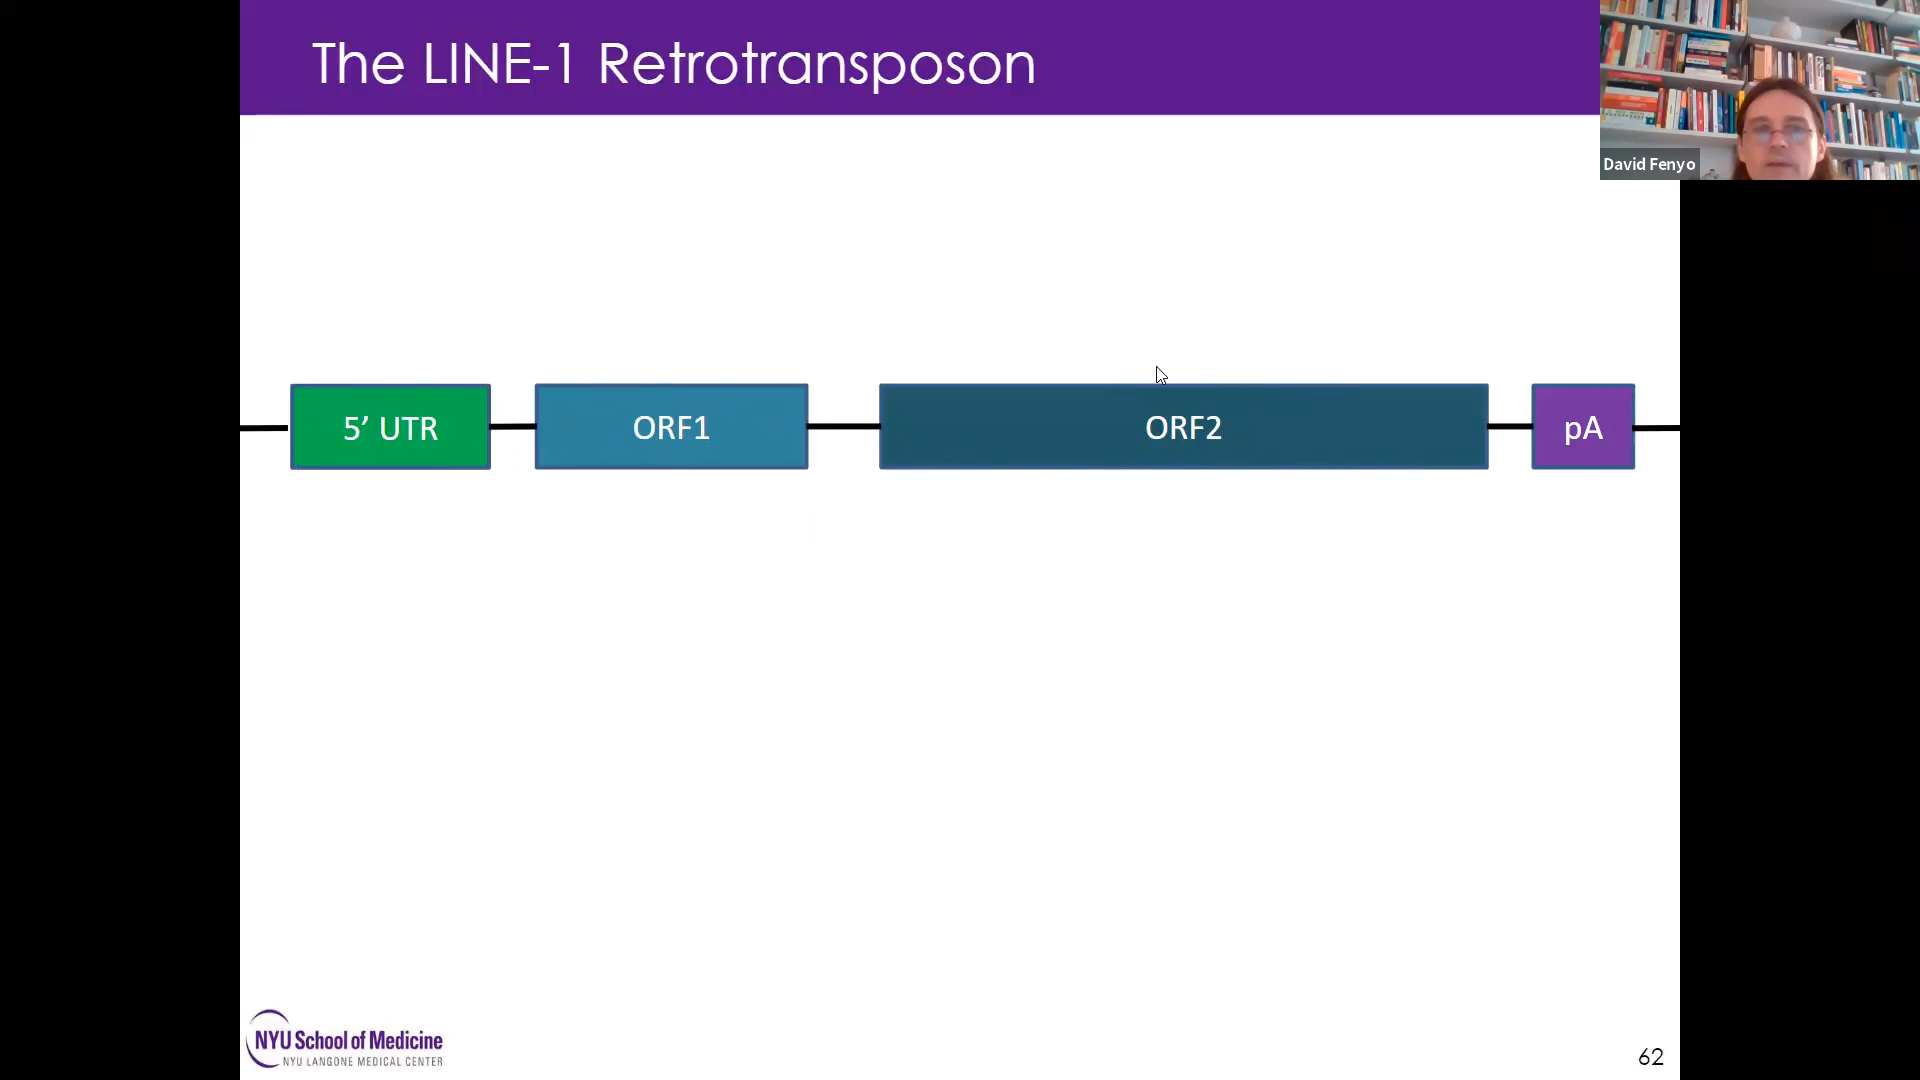 The LINE-1 Retrotransposon
David Fenyo
5’ UTR
ORF1
ORF2
pA
NYU School of Medicine
NYU LANGONE MEDICAL CENTER
62